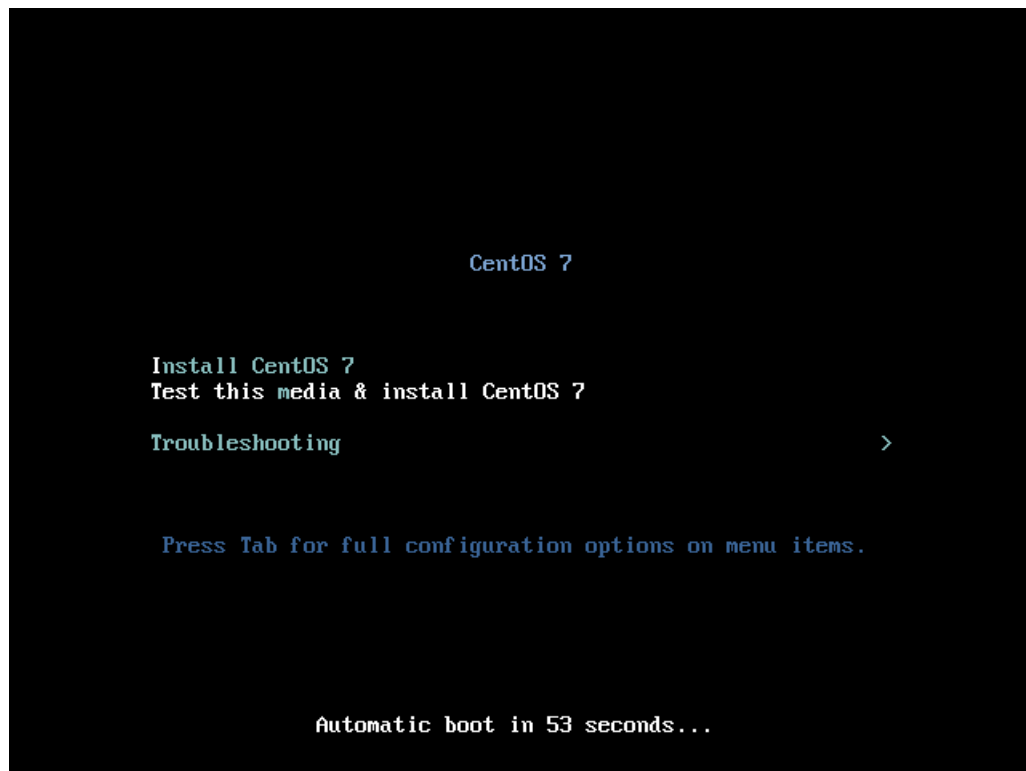 CentOS 7
Install CentOS 7
Test this media & install CentOS 7
Troubleshooting >
Press Tab for full configuration options on menu items.
Automatic boot in 53 seconds...